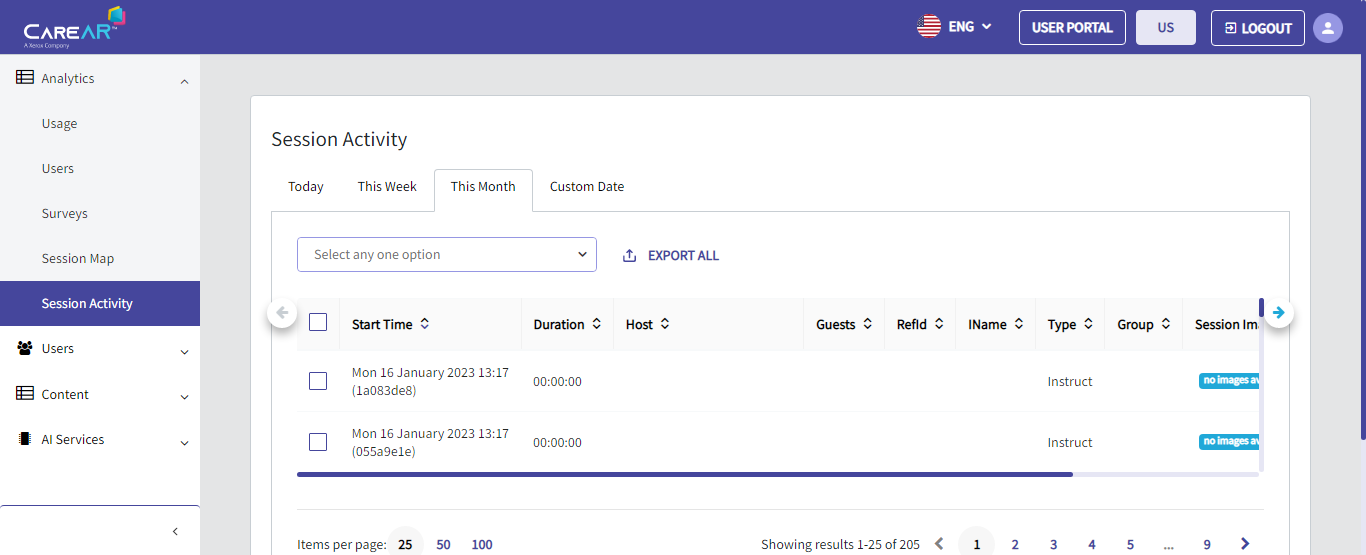 CAREAR™
A Xerox Company
ENG
USER PORTAL
US
LOGOUT
Analytics
Usage
Users
Surveys
Session Map
Session Activity
Users
Content
AI Services
Session Activity
Today This Week This Month Custom Date
Select any one option
EXPORT ALL
Start Time Duration Host Guests RefId IName Type Group Session Ima
Mon 16 January 2023 13:17
(1a083de8)
00:00:00
Instruct
no images av
Mon 16 January 2023 13:17
(055a9e1e)
00:00:00
Instruct
no images av
Items per page: 25 50 100
Showing results 1-25 of 205
1 2 3 4 5 ... 9